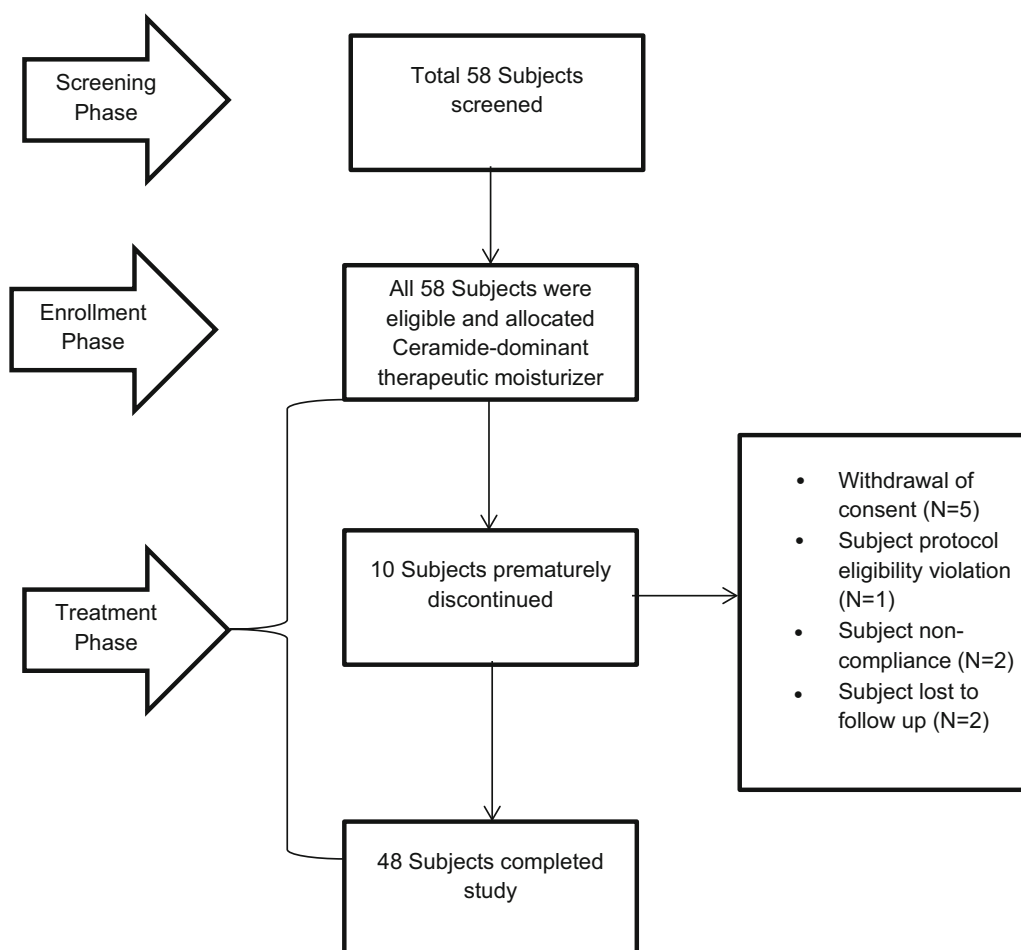 Screening
Phase
Total 58 Subjects
screened
Enrollment
Phase
All 58 Subjects were
eligible and allocated
Ceramide-dominant
therapeutic moisturizer
Treatment
Phase
10 Subjects prematurely
discontinued
• Withdrawal of
consent (N=5)
• Subject protocol
eligibility violation
(N=1)
• Subject non-
compliance (N=2)
• Subject lost to
follow up (N=2)
48 Subjects completed
study